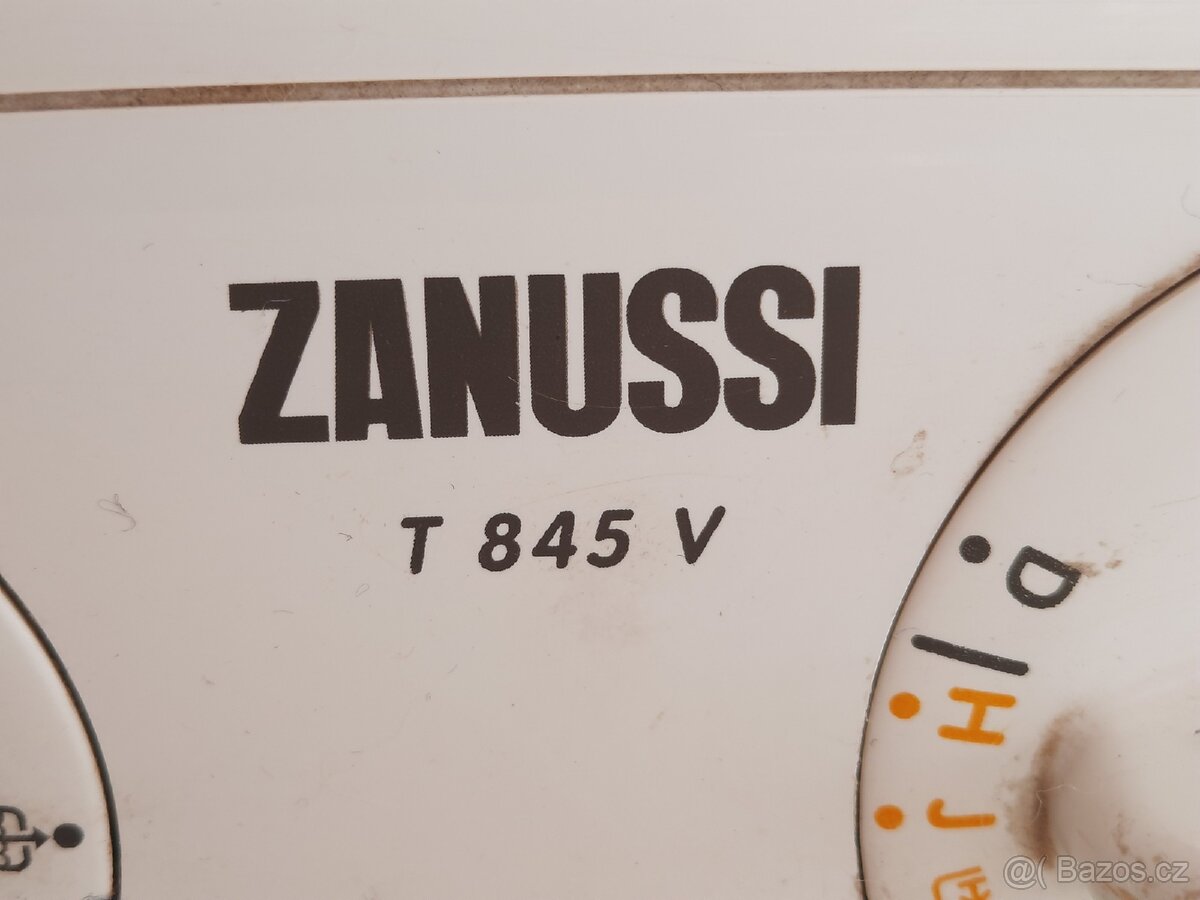 ZANUSSI
T 845 V
D
H
J
@( Bazos.cz